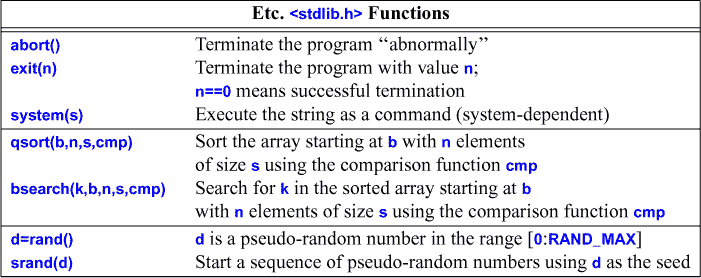 Etc. <stdlib.h> Functions
abort() Terminate the program “abnormally”
exit(n) Terminate the program with value n;
n==0 means successful termination
system(s) Execute the string as a command (system-dependent)
qsort(b,n,s,cmp) Sort the array starting at b with n elements
of size s using the comparison function cmp
bsearch(k,b,n,s,cmp) Search for k in the sorted array starting at b
with n elements of size s using the comparison function cmp
d=rand() d is a pseudo-random number in the range [0:RAND_MAX]
srand(d) Start a sequence of pseudo-random numbers using d as the seed